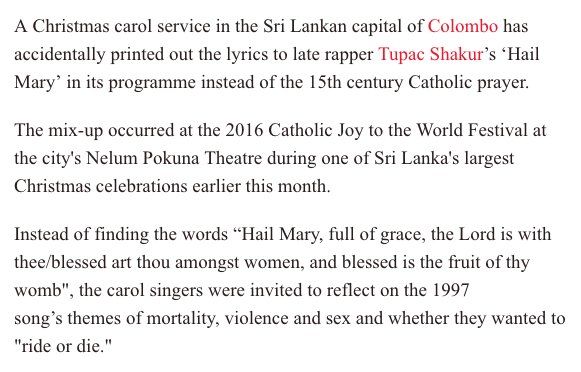 A Christmas carol service in the Sri Lankan capital of Colombo has
accidentally printed out the lyrics to late rapper Tupac Shakur’s ‘Hail
Mary’ in its programme instead of the 15th century Catholic prayer.
The mix-up occurred at the 2016 Catholic Joy to the World Festival at
the city's Nelum Pokuna Theatre during one of Sri Lanka's largest
Christmas celebrations earlier this month.
Instead of finding the words “Hail Mary, full of grace, the Lord is with
thee/blessed art thou amongst women, and blessed is the fruit of thy
womb", the carol singers were invited to reflect on the 1997
song’s themes of mortality, violence and sex and whether they wanted to
"ride or die."